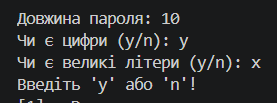 Довжина пароля: 10
Чи є цифри (y/n): y
Чи є великі літери (y/n): x
Введіть 'y' або 'n'!